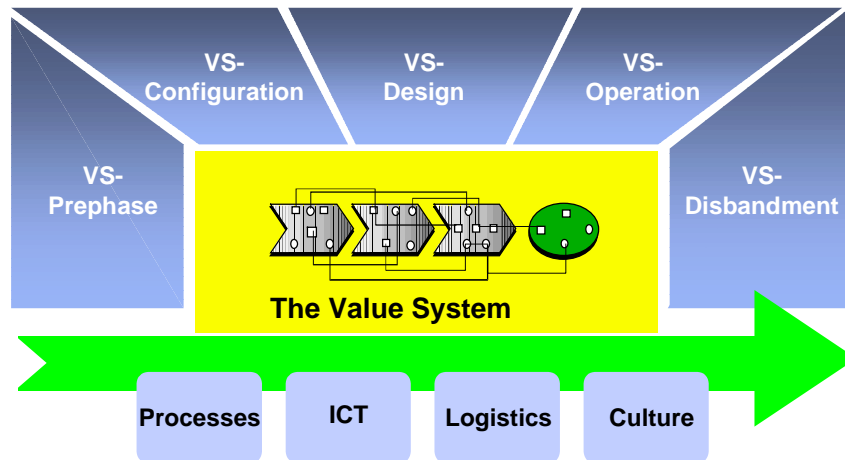 VS-
Prephase
VS-
Configuration
VS-
Design
VS-
Operation
VS-
Disbandment
The Value System
Processes
ICT
Logistics
Culture